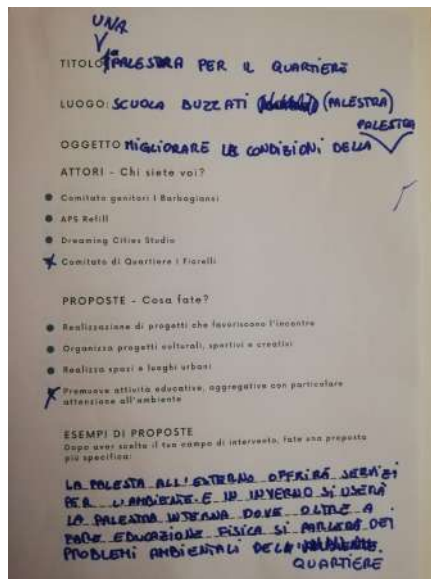 UNA
TITOLO: PALESTRA PER IL QUARTIERE
LUOGO: SCUOLA BUZZATI (PALESTRA)
PALESTRA
OGGETTO MIGLIORARE LE CONDIZIONI DELLA
ATTORI - Chi siete voi?
Comitato genitori I Barbagianni
APS Refill
Dreaming Cities Studio
Comitato di Quartiere I Fiorelli
PROPOSTE - Cosa fate?
Realizzazione di progetti che favoriscono l'incontro
Organizza progetti culturali, sportivi e creativi
Realizza spazi e luoghi urbani
Promuove attività educative, aggregative con particolare
attenzione all'ambiente
ESEMPI DI PROPOSTE
Dopo aver scelto il tuo campo di intervento, fate una proposta
più specifica:
LA PALESTA ALL'ESTERNO OFFRIRÀ SERVIZI
PER L'AMBIENTE E IN INVERNO SI USERÀ
LA PALESTRA INTERNA DOVE OLTRE A
FARE EDUCAZIONE FISICA SI PARLERÀ DEI
PROBLEMI AMBIENTALI DEL
QUARTIERE